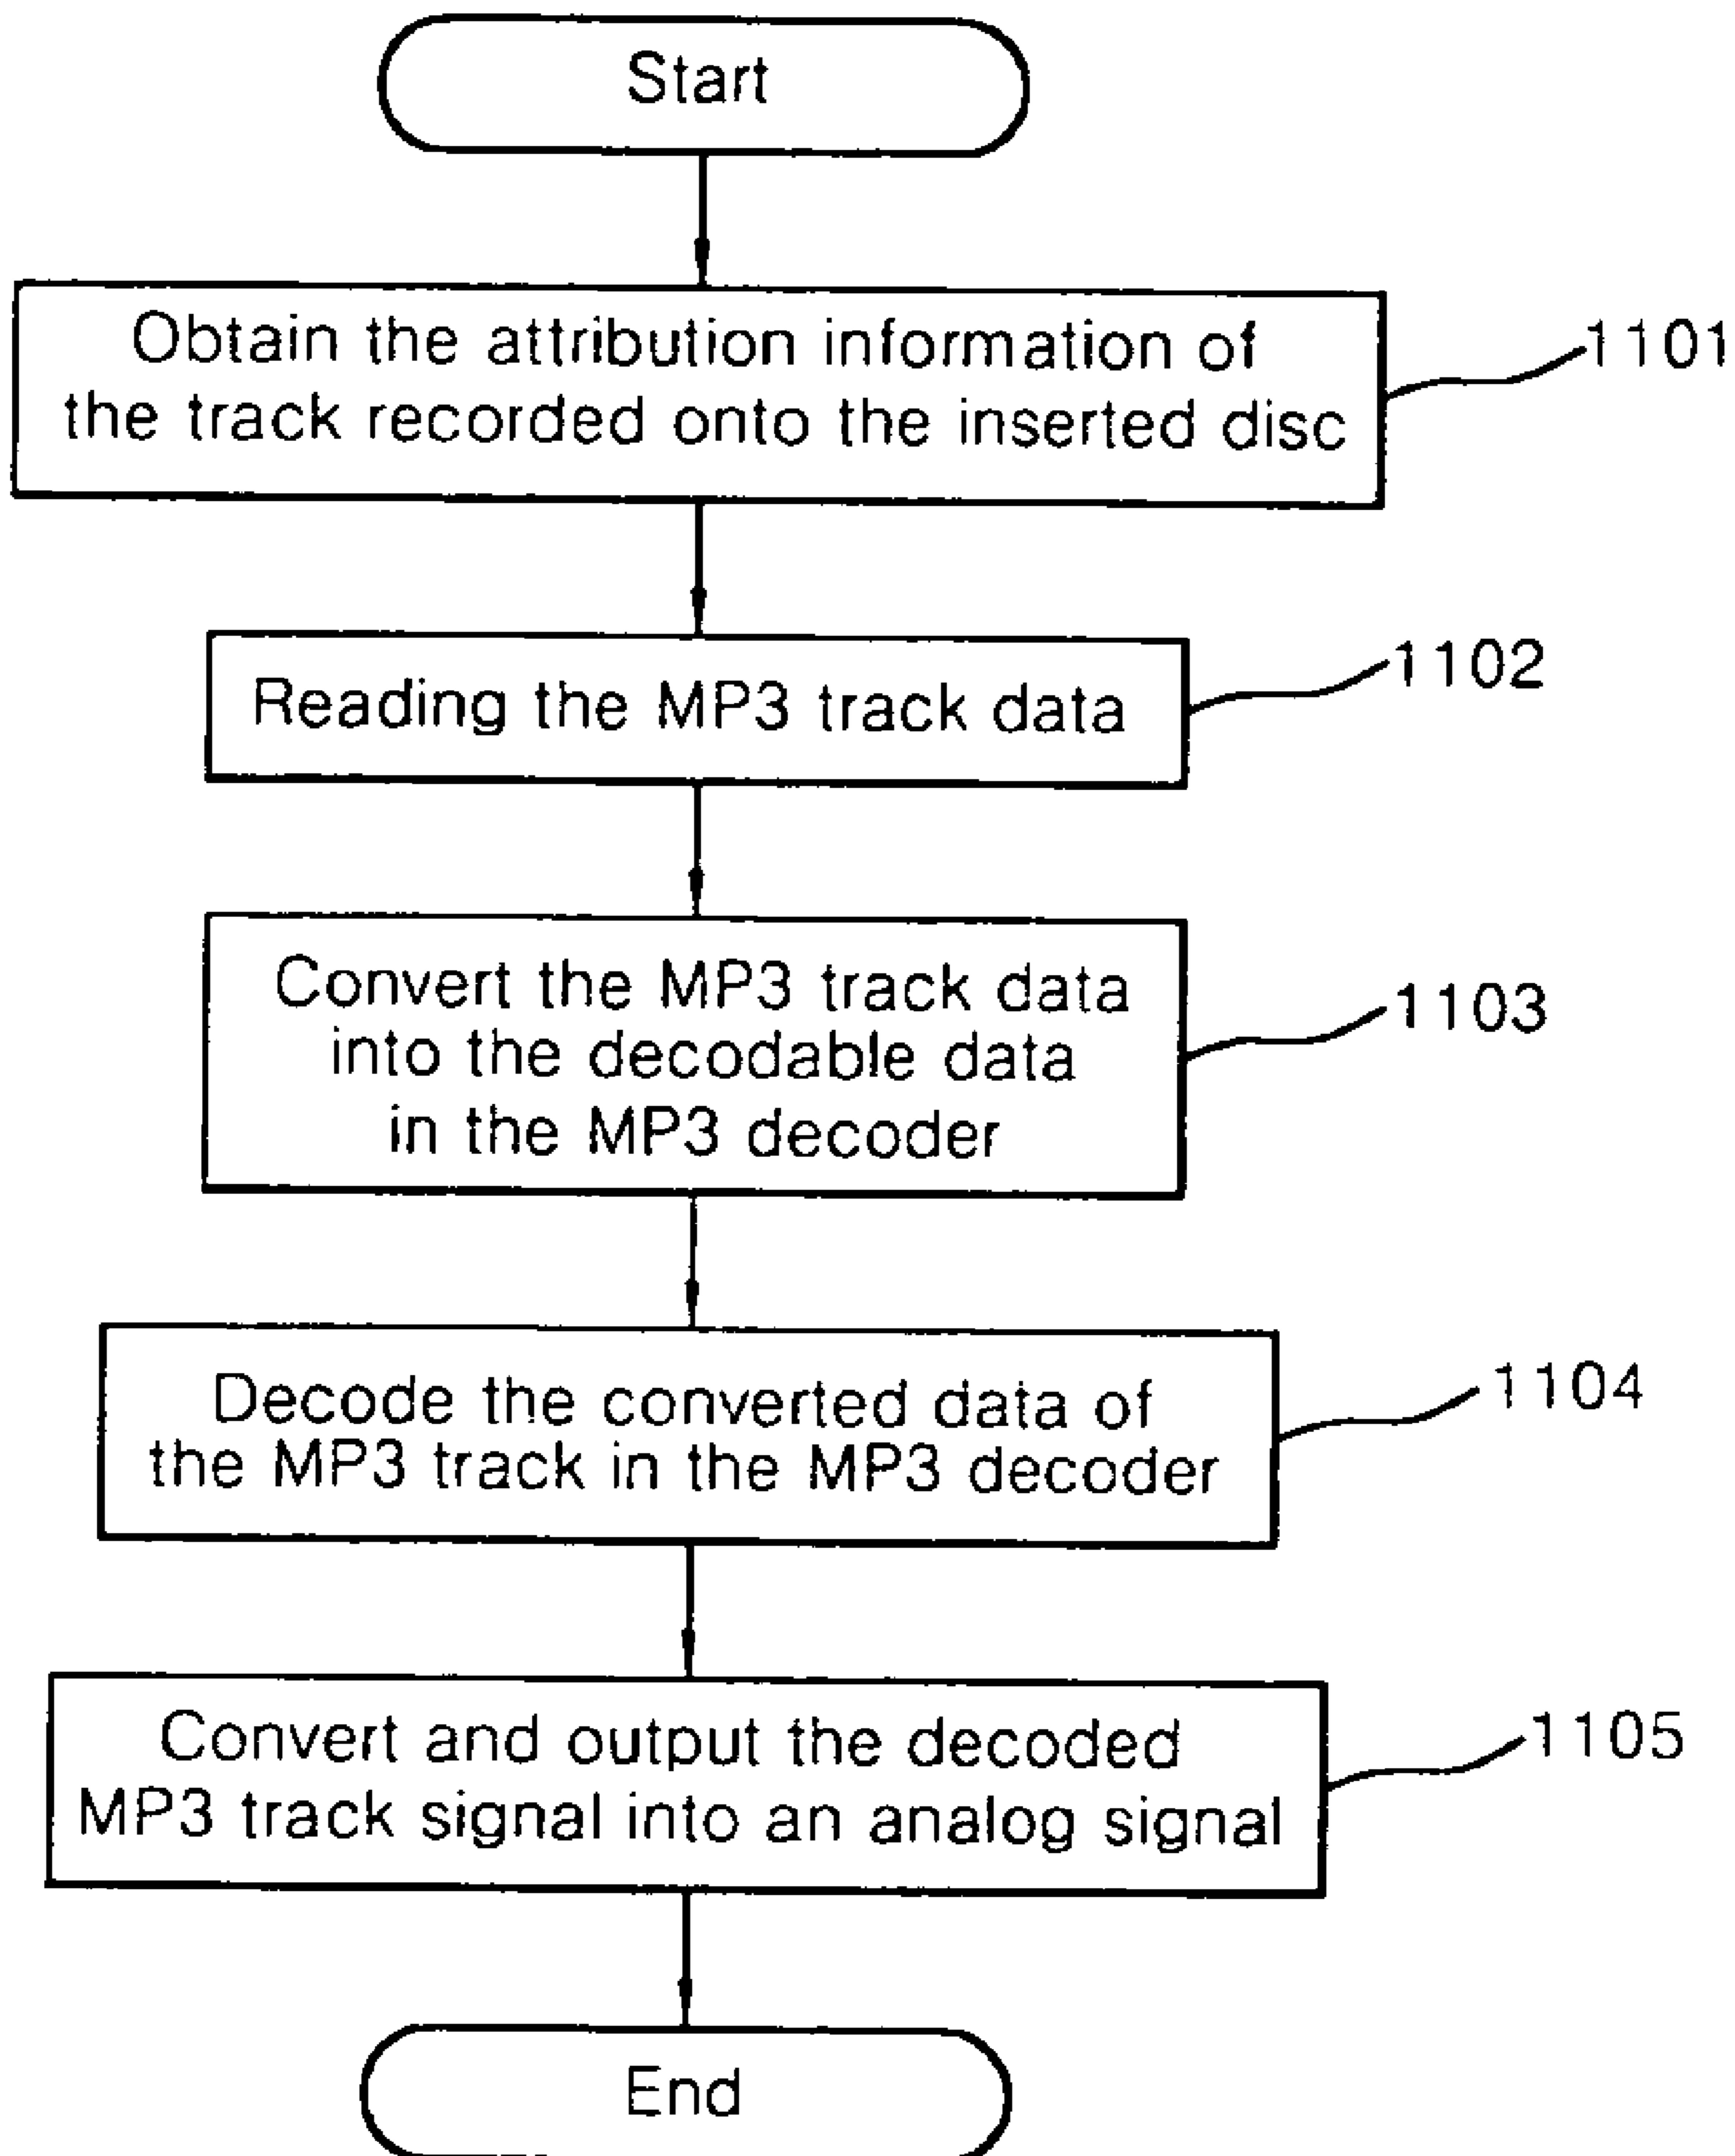 Start
Obtain the attribution information of
the track recorded onto the inserted disc
1101
Reading the MP3 track data
1102
Convert the MP3 track data
into the decodable data
in the MP3 decoder
1103
Decode the converted data of
the MP3 track in the MP3 decoder
1104
Convert and output the decoded
MP3 track signal into an analog signal
1105
End